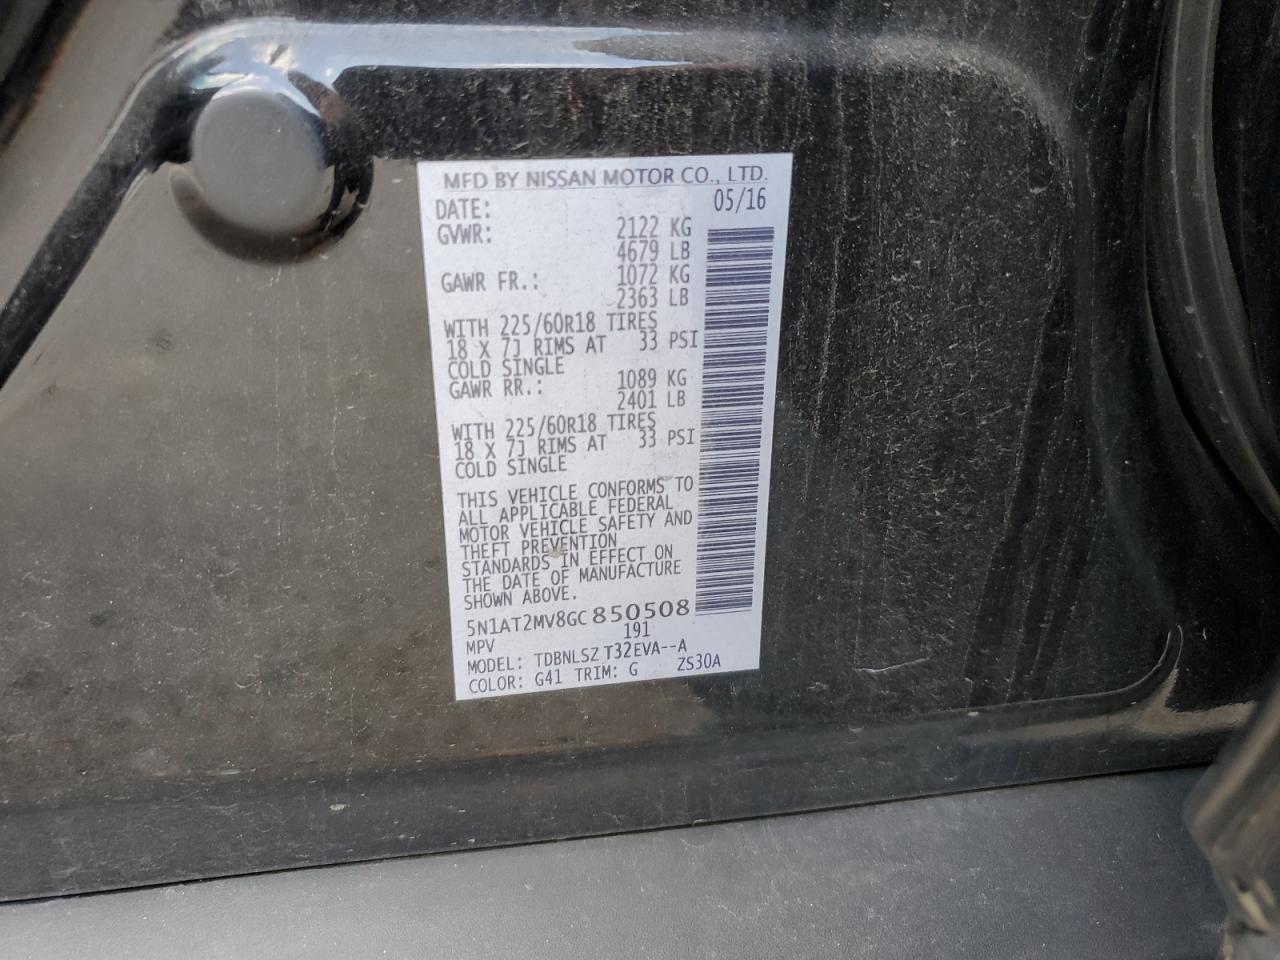 MFD BY NISSAN MOTOR CO., LTD.
DATE: 05/16
GVWR: 2122 KG
4679 LB
GAWR FR.: 1072 KG
2363 LB
WITH 225/60R18 TIRES
18 X 7J RIMS AT 33 PSI
COLD SINGLE
GAWR RR.: 1089 KG
2401 LB
WITH 225/60R18 TIRES
18 X 7J RIMS AT 33 PSI
COLD SINGLE
THIS VEHICLE CONFORMS TO
ALL APPLICABLE FEDERAL
MOTOR VEHICLE SAFETY AND
THEFT PREVENTION
STANDARDS IN EFFECT ON
THE DATE OF MANUFACTURE
SHOWN ABOVE.
5N1AT2MV8GC850508
MPV 191
MODEL: TDBNLSZ T32EVA--A
COLOR: G41 TRIM: G ZS30A